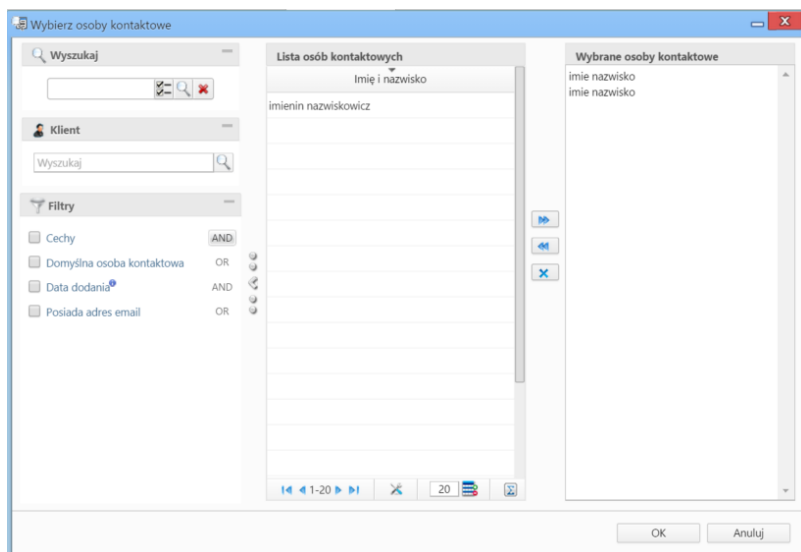 Wybierz osoby kontaktowe
Wyszukaj
Klient
Wyszukaj
Filtry
Cechy AND
Domyślna osoba kontaktowa OR
Data dodania AND
Posiada adres email OR
Lista osób kontaktowych
Imię i nazwisko
imienin nazwiskowicz
1-20 20
Wybrane osoby kontaktowe
imie nazwisko
imie nazwisko
OK Anuluj